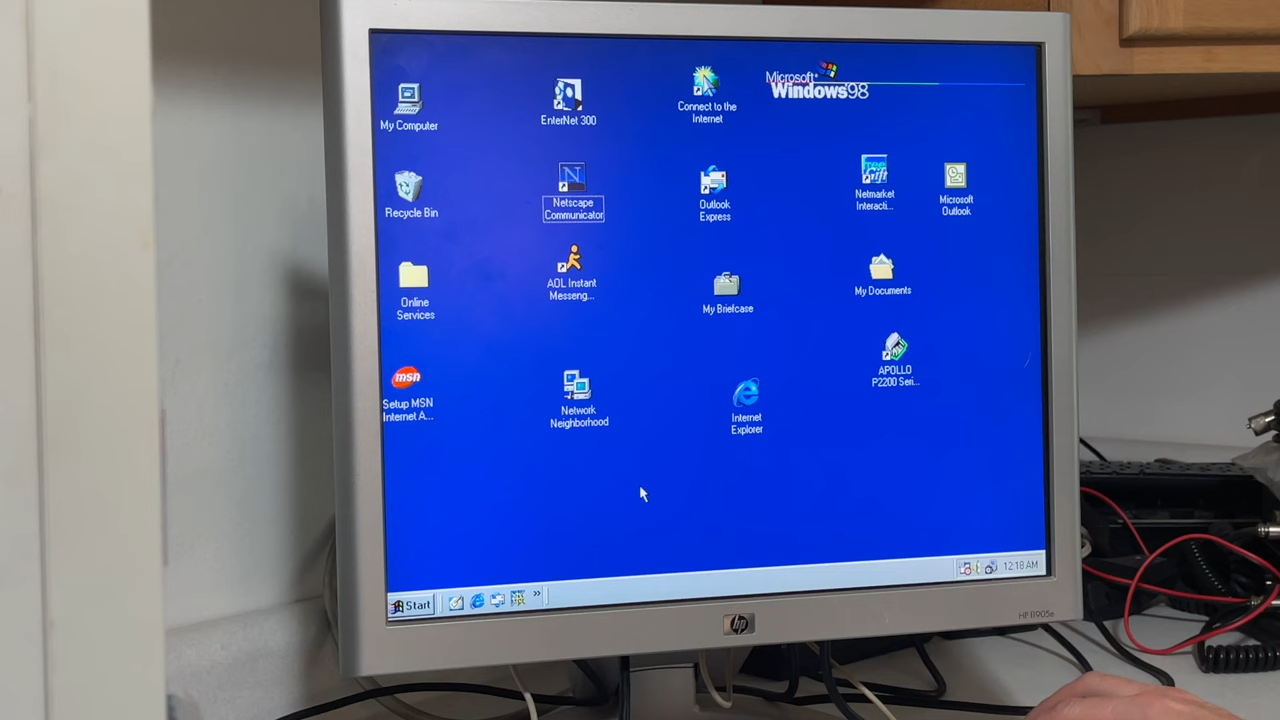 Microsoft
Windows98
My Computer
EnterNet 300
Connect to the
Internet
Recycle Bin
N
Netscape
Communicator
Outlook
Express
Netmarket
Interacti...
Microsoft
Outlook
Online
Services
AOL Instant
Messeng...
My Briefcase
My Documents
msn
Setup MSN
Internet A...
Network
Neighborhood
Internet
Explorer
APOLLO
P2200 Seri...
Start
12:18 AM
hp